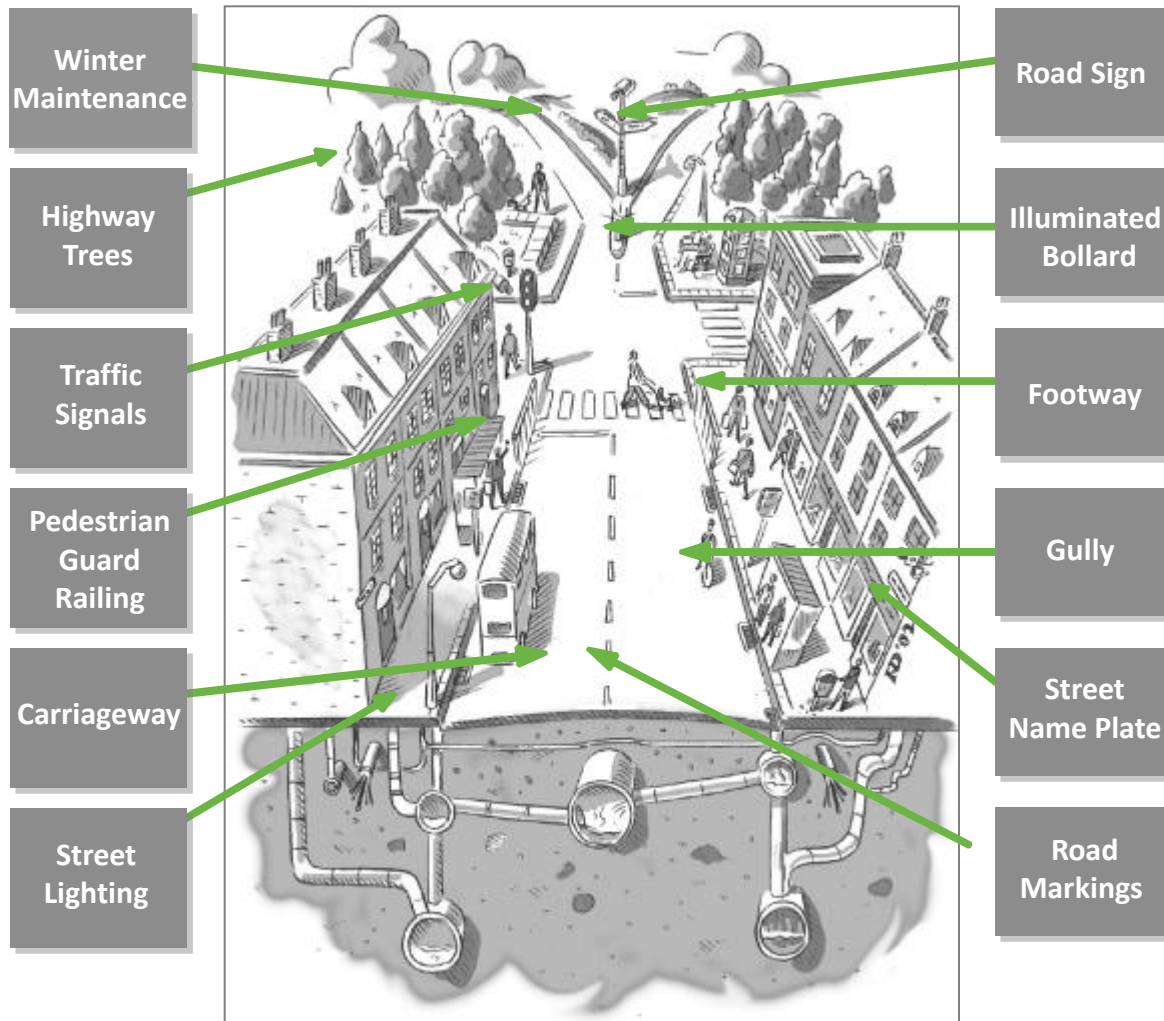 Winter
Maintenance
Highway
Trees
Traffic
Signals
Pedestrian
Guard
Railing
Carriageway
Street
Lighting
Road Sign
Illuminated
Bollard
Footway
Gully
Street
Name Plate
Road
Markings